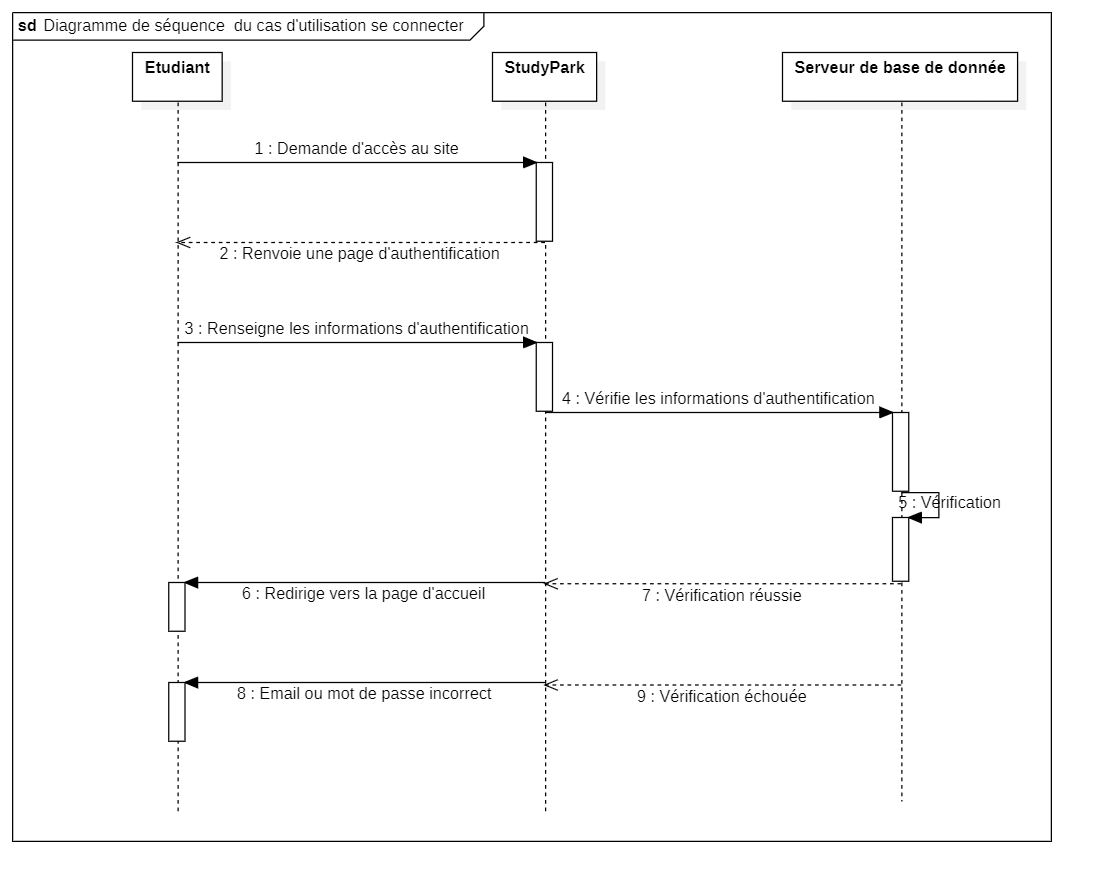 sd Diagramme de séquence du cas d'utilisation se connecter
Etudiant
StudyPark
Serveur de base de donnée
1 : Demande d'accès au site
2 : Renvoie une page d'authentification
3 : Renseigne les informations d'authentification
4 : Vérifie les informations d'authentification
5 : Vérification
6 : Redirige vers la page d'accueil
7 : Vérification réussie
8 : Email ou mot de passe incorrect
9 : Vérification échouée